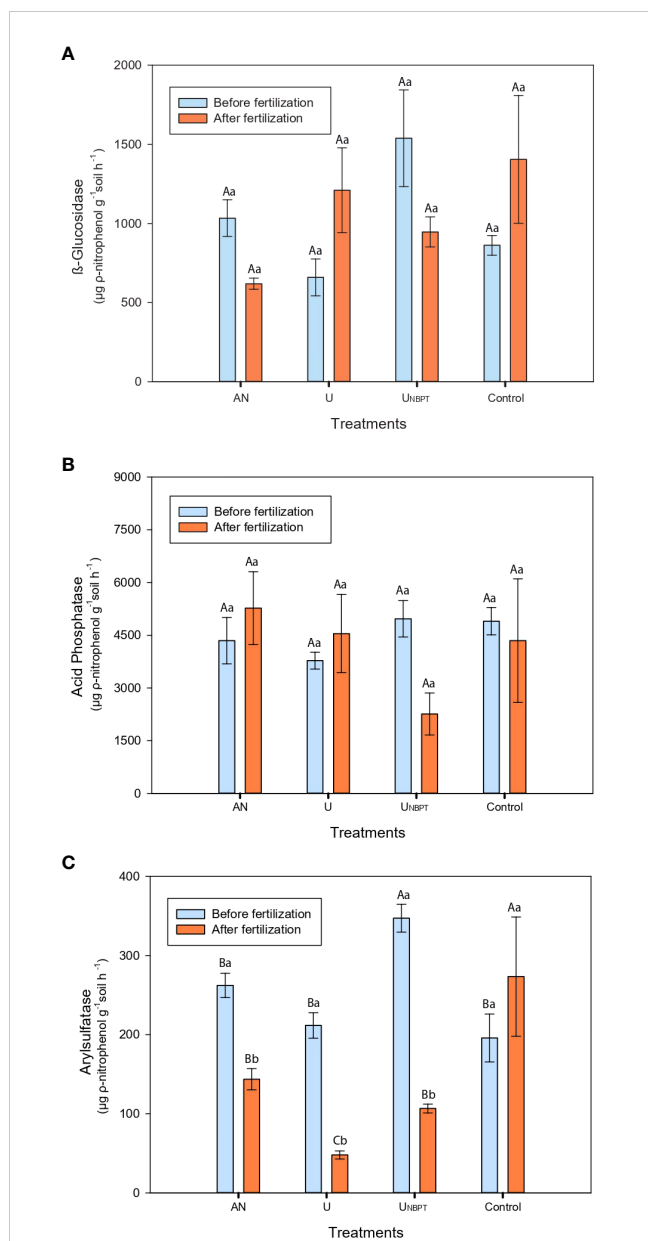 A
2000
1500
1000
500
0
ß-Glucosidase
(µg ρ-nitrophenol g⁻¹soil h⁻¹)
Before fertilization
After fertilization
Aa
Aa
Aa
Aa
Aa
Aa
Aa
Aa
AN
U
UNBPT
Control
Treatments
B
9000
7500
6000
4500
3000
1500
0
Acid Phosphatase
(µg ρ-nitrophenol g⁻¹soil h⁻¹)
Before fertilization
After fertilization
Aa
Aa
Aa
Aa
Aa
Aa
Aa
Aa
AN
U
UNBPT
Control
Treatments
C
400
300
200
100
0
Arylsulfatase
(µg ρ-nitrophenol g⁻¹soil h⁻¹)
Before fertilization
After fertilization
Ba
Bb
Ba
Cb
Aa
Bb
Ba
Aa
AN
U
UNBPT
Control
Treatments